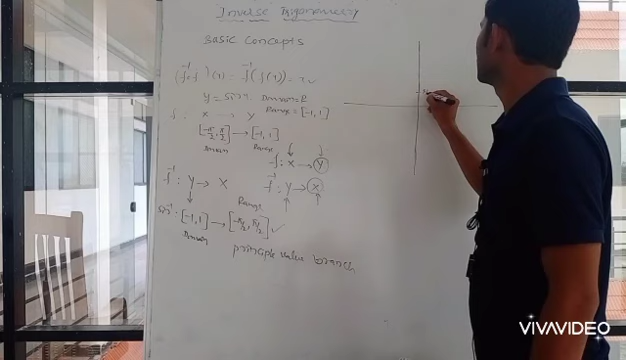 Inverse Trigonometry
Basic Concepts
y = sin x Domain = R
Range = [-1, 1]
f : X → Y
[-π/2, π/2] → [-1, 1]
Domain Range
f : X → Y
f⁻¹ : Y → X
f⁻¹ : Y → X
Range
sin⁻¹ : [-1, 1] → [-π/2, π/2]
Domain
principle value branch
VIVAVIDEO